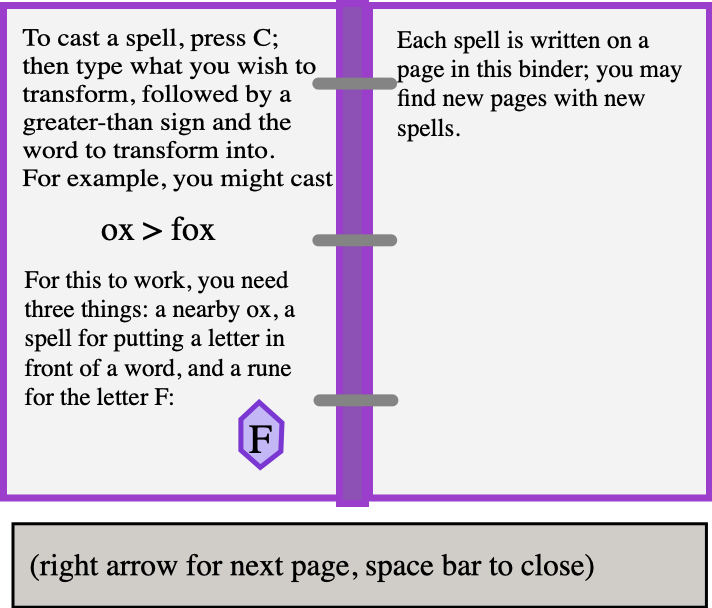 To cast a spell, press C;
then type what you wish to
transform, followed by a
greater-than sign and the
word to transform into.
For example, you might cast
ox > fox
For this to work, you need
three things: a nearby ox, a
spell for putting a letter in
front of a word, and a rune
for the letter F:
F
Each spell is written on a
page in this binder; you may
find new pages with new
spells.
(right arrow for next page, space bar to close)